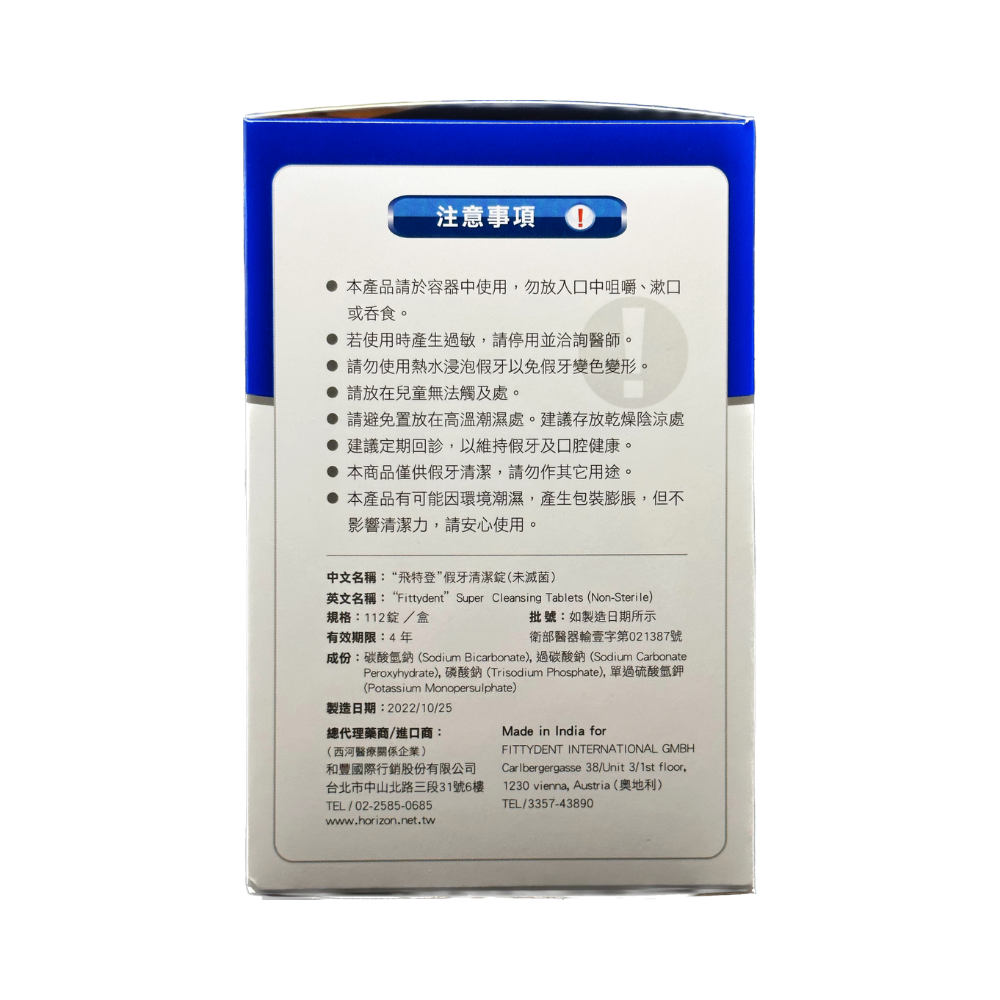 注意事項 !
● 本產品請於容器中使用，勿放入口中咀嚼、漱口
或吞食。
● 若使用時產生過敏，請停用並洽詢醫師。
● 請勿使用熱水浸泡假牙以免假牙變色變形。
● 請放在兒童無法觸及處。
● 請避免置放在高溫潮濕處。建議存放乾燥陰涼處
● 建議定期回診，以維持假牙及口腔健康。
● 本商品僅供假牙清潔，請勿作其它用途。
● 本產品有可能因環境潮濕，產生包裝膨脹，但不
影響清潔力，請安心使用。
中文名稱：“飛特登”假牙清潔錠(未滅菌)
英文名稱：“Fittydent” Super Cleansing Tablets (Non-Sterile)
規格：112錠／盒 批號：如製造日期所示
有效期限：4 年 衛部醫器輸壹字第021387號
成份：碳酸氫鈉 (Sodium Bicarbonate), 過碳酸鈉 (Sodium Carbonate
Peroxyhydrate), 磷酸鈉 (Trisodium Phosphate), 單過硫酸氫鉀
(Potassium Monopersulphate)
製造日期：2022/10/25
總代理藥商/進口商：
（西河醫療關係企業）
和豐國際行銷股份有限公司
台北市中山北路三段31號6樓
TEL / 02-2585-0685
www.horizon.net.tw
Made in India for
FITTYDENT INTERNATIONAL GMBH
Carlbergergasse 38/Unit 3/1st floor,
1230 vienna, Austria (奧地利)
TEL/3357-43890